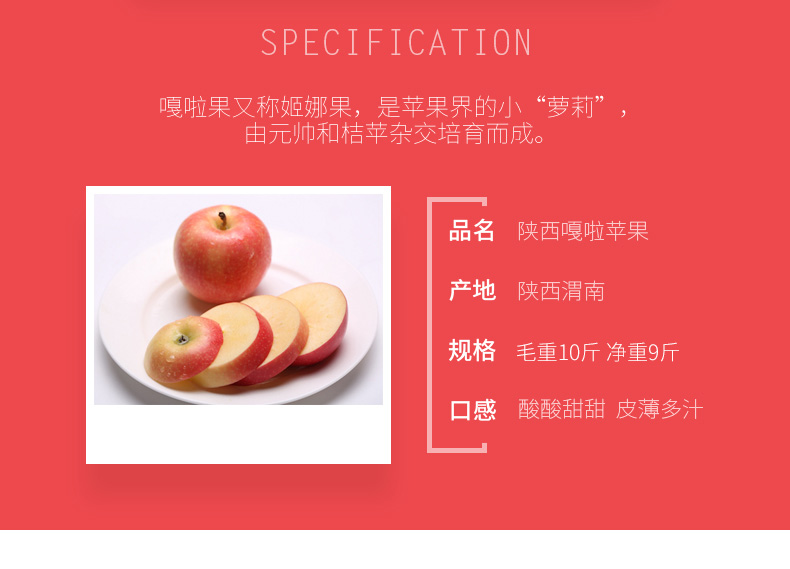 SPECIFICATION
嘎啦果又称姬娜果，是苹果界的小“萝莉”，
由元帅和桔苹杂交培育而成。
品名 陕西嘎啦苹果
产地 陕西渭南
规格 毛重10斤 净重9斤
口感 酸酸甜甜 皮薄多汁